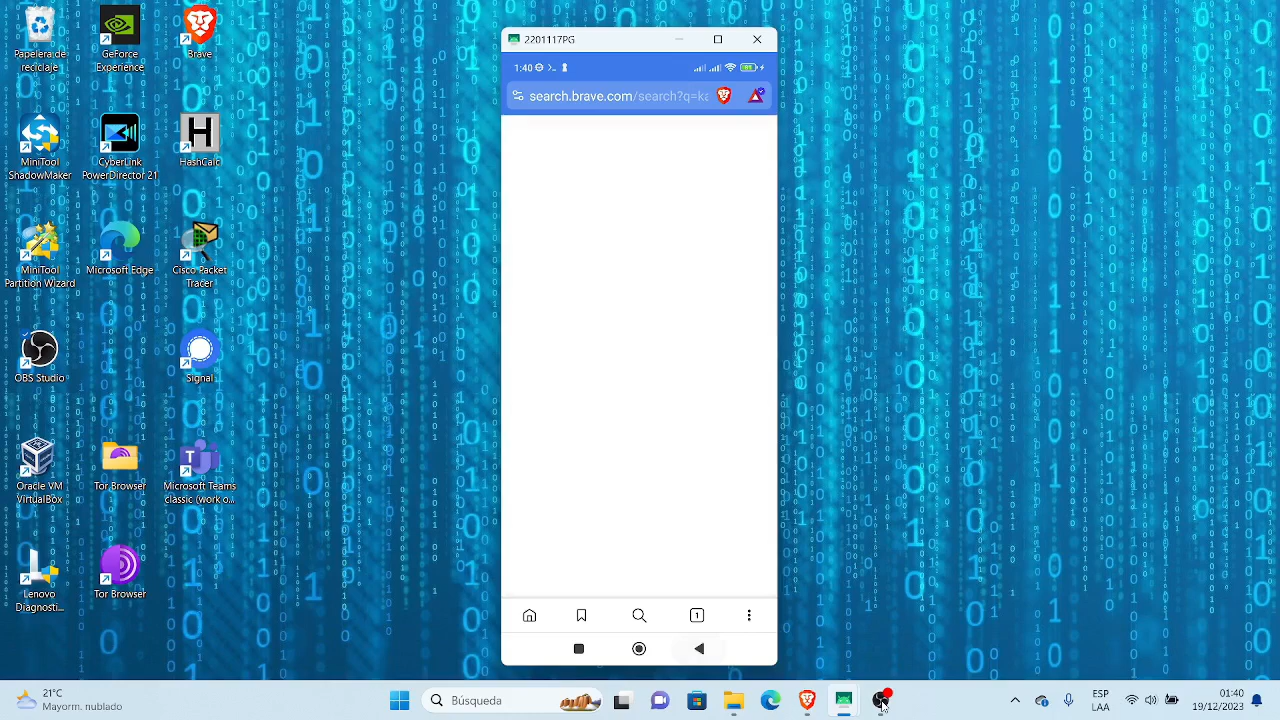 Papelera de
reciclaje
GeForce
Experience
Brave
MiniTool
ShadowMaker
CyberLink
PowerDirector 21
HashCalc
MiniTool
Partition Wizard
Microsoft Edge
Cisco Packet
Tracer
OBS Studio
Signal
Oracle VM
VirtualBox
Tor Browser
Microsoft Teams
classic (work o...
Lenovo
Diagnosti...
Tor Browser
2201117PG
1:40
search.brave.com/search?q=ka
1
21°C
Mayorm. nublado
Búsqueda
ESP
LAA
01:40
19/12/2023